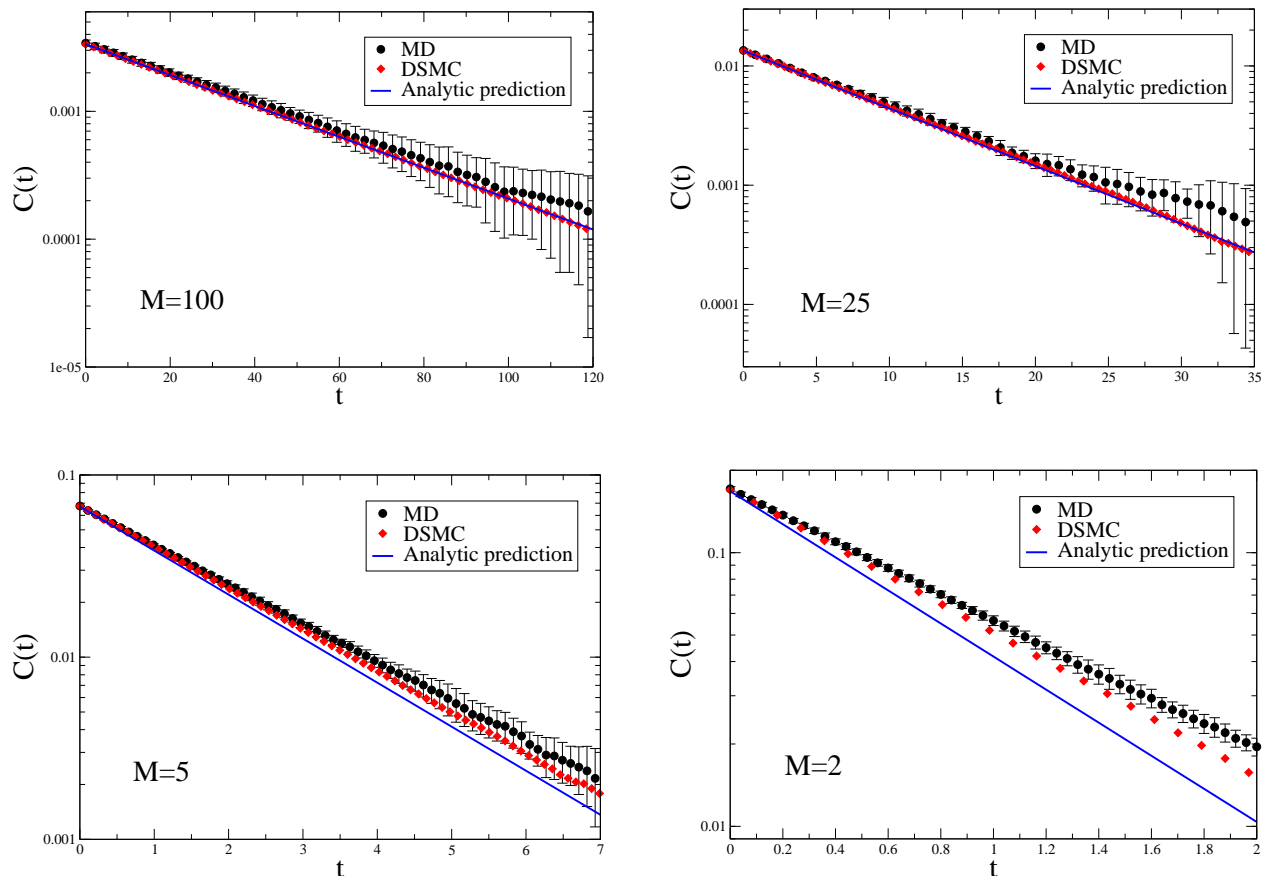 MD
DSMC
Analytic prediction
0.001
0.0001
1e-05
C(t)
M=100
0 20 40 60 80 100 120
t
MD
DSMC
Analytic prediction
0.01
0.001
0.0001
C(t)
M=25
0 5 10 15 20 25 30 35
t
MD
DSMC
Analytic prediction
0.1
0.01
0.001
C(t)
M=5
0 1 2 3 4 5 6 7
t
MD
DSMC
Analytic prediction
0.1
0.01
C(t)
M=2
0 0.2 0.4 0.6 0.8 1 1.2 1.4 1.6 1.8 2
t